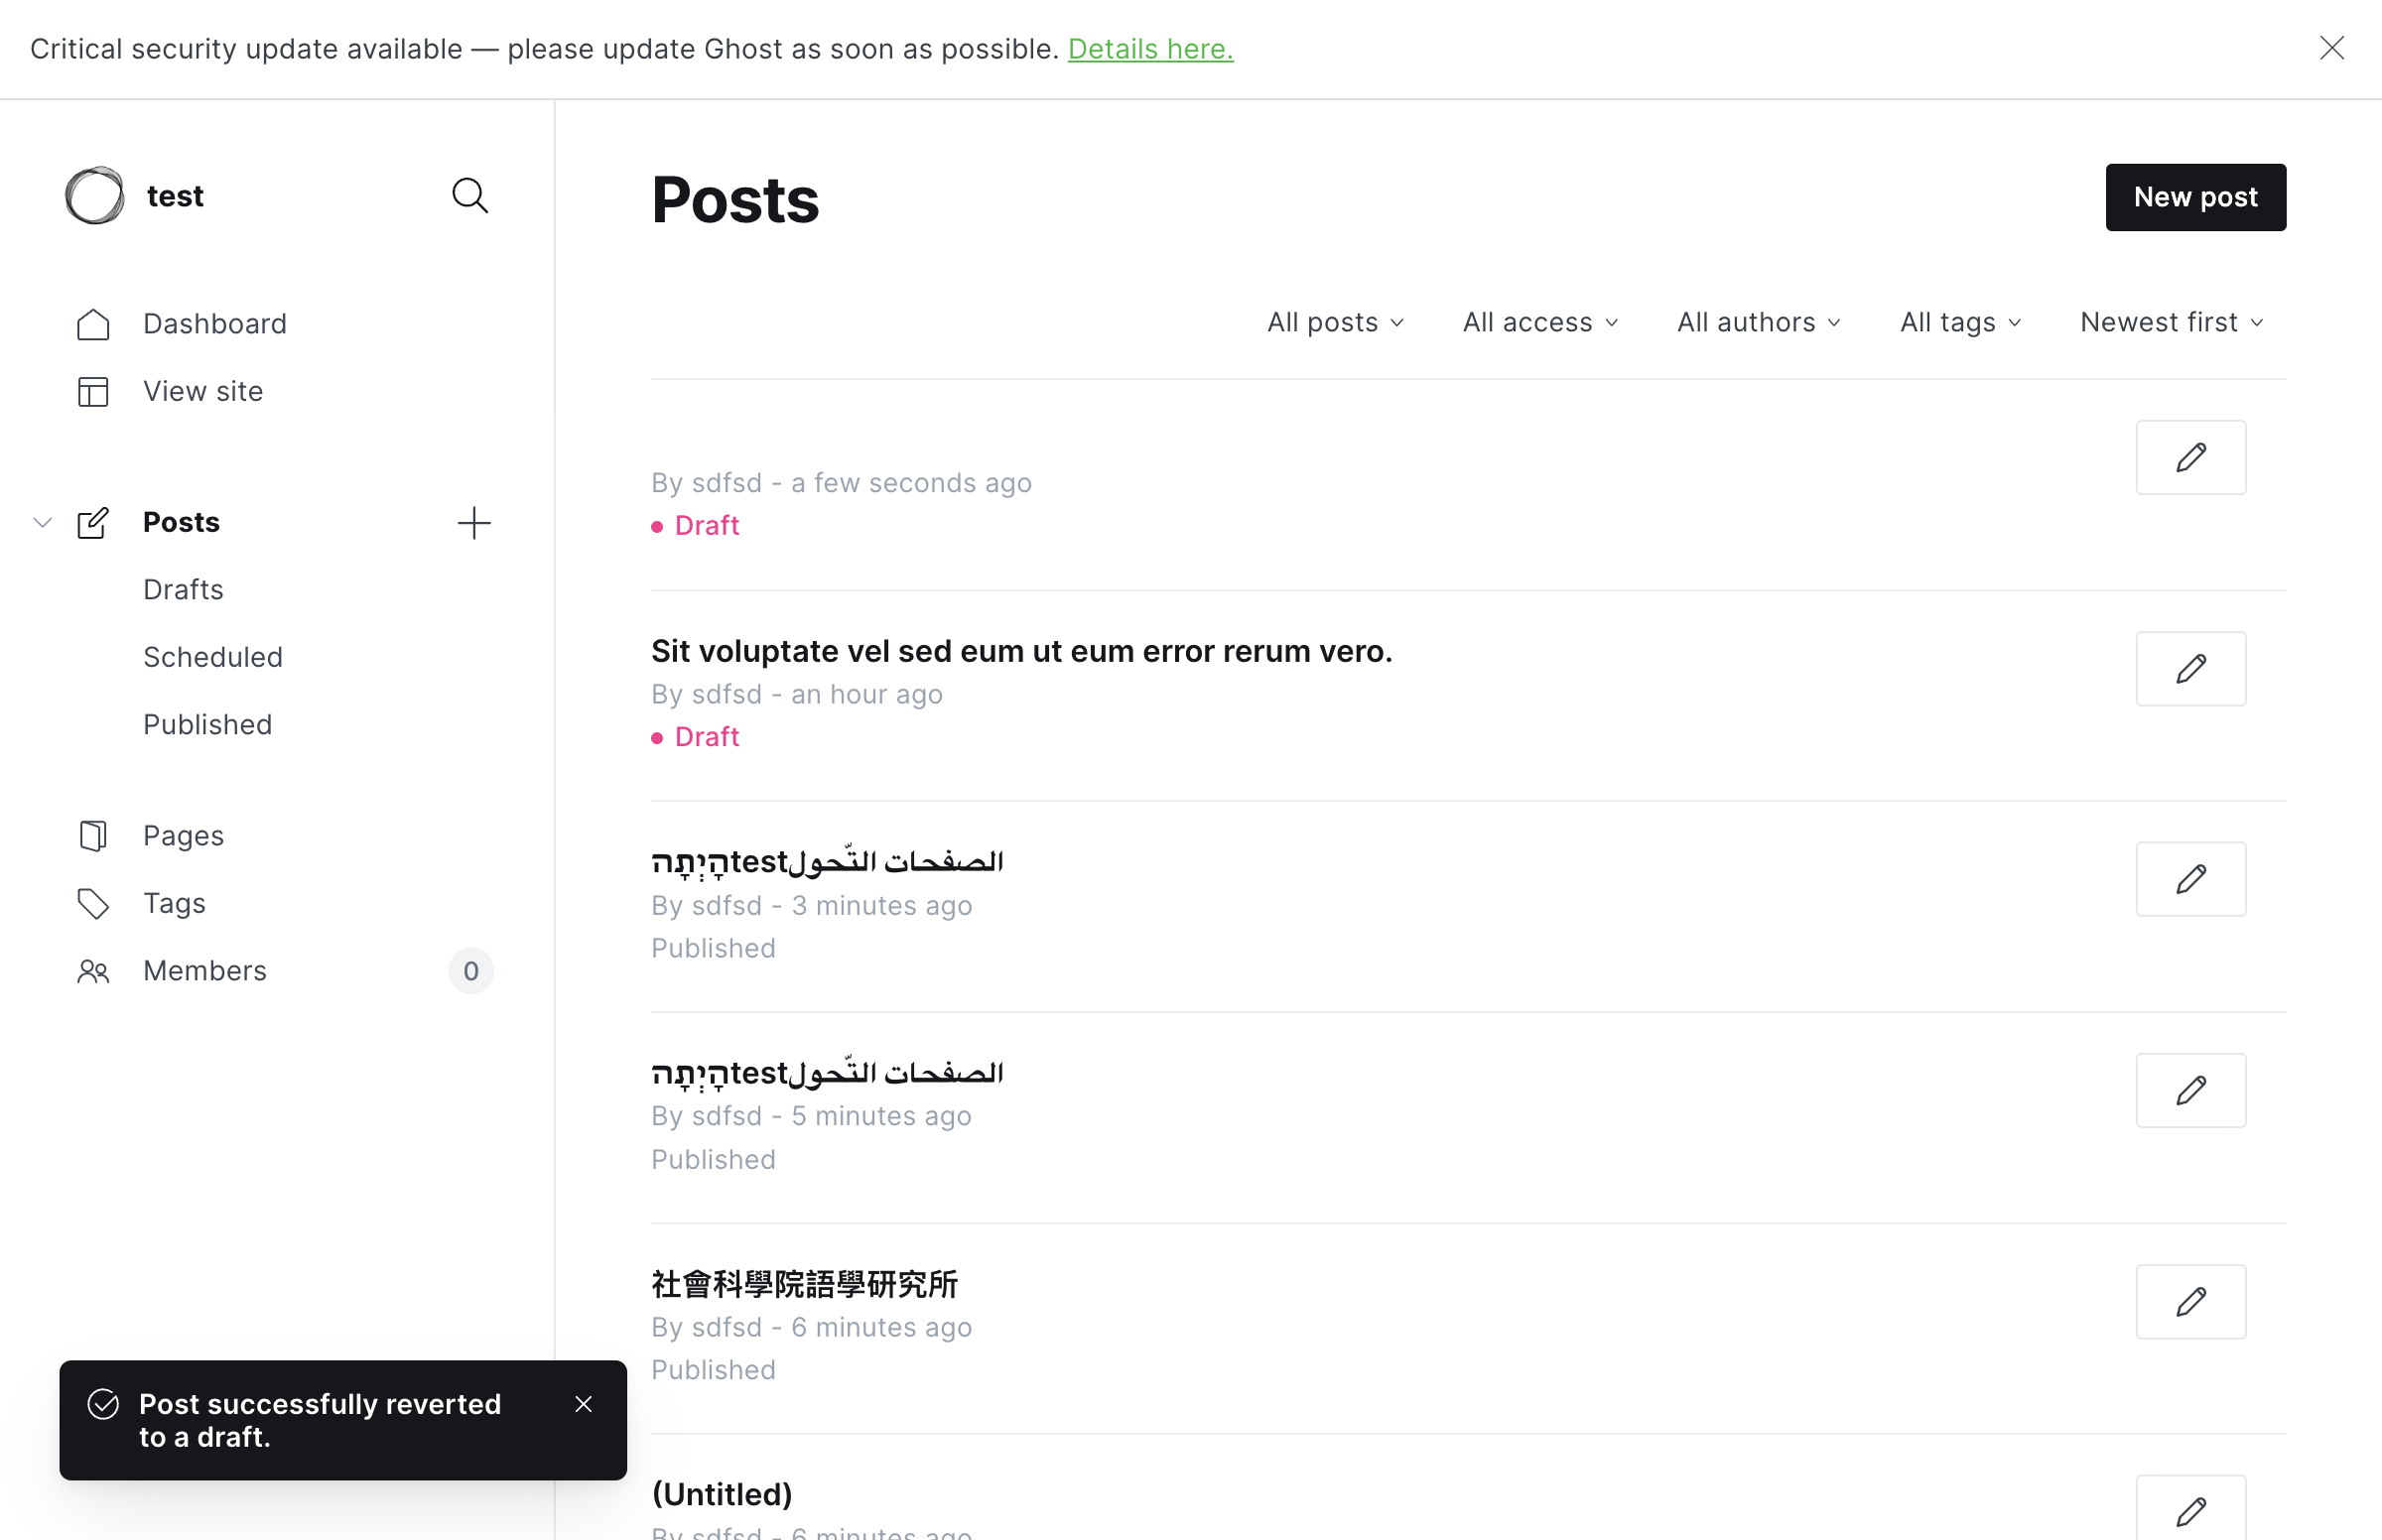 Critical security update available — please update Ghost as soon as possible. Details here.
test
Dashboard
View site
Posts
Drafts
Scheduled
Published
Pages
Tags
Members 0
Posts
New post
All posts
All access
All authors
All tags
Newest first
By sdfsd - a few seconds ago
Draft
Sit voluptate vel sed eum ut eum error rerum vero.
By sdfsd - an hour ago
Draft
הָיְתָהtestالصفحات التّحول
By sdfsd - 3 minutes ago
Published
הָיְתָהtestالصفحات التّحول
By sdfsd - 5 minutes ago
Published
社會科學院語學研究所
By sdfsd - 6 minutes ago
Published
(Untitled)
By sdfsd - 6 minutes ago
Post successfully reverted
to a draft.